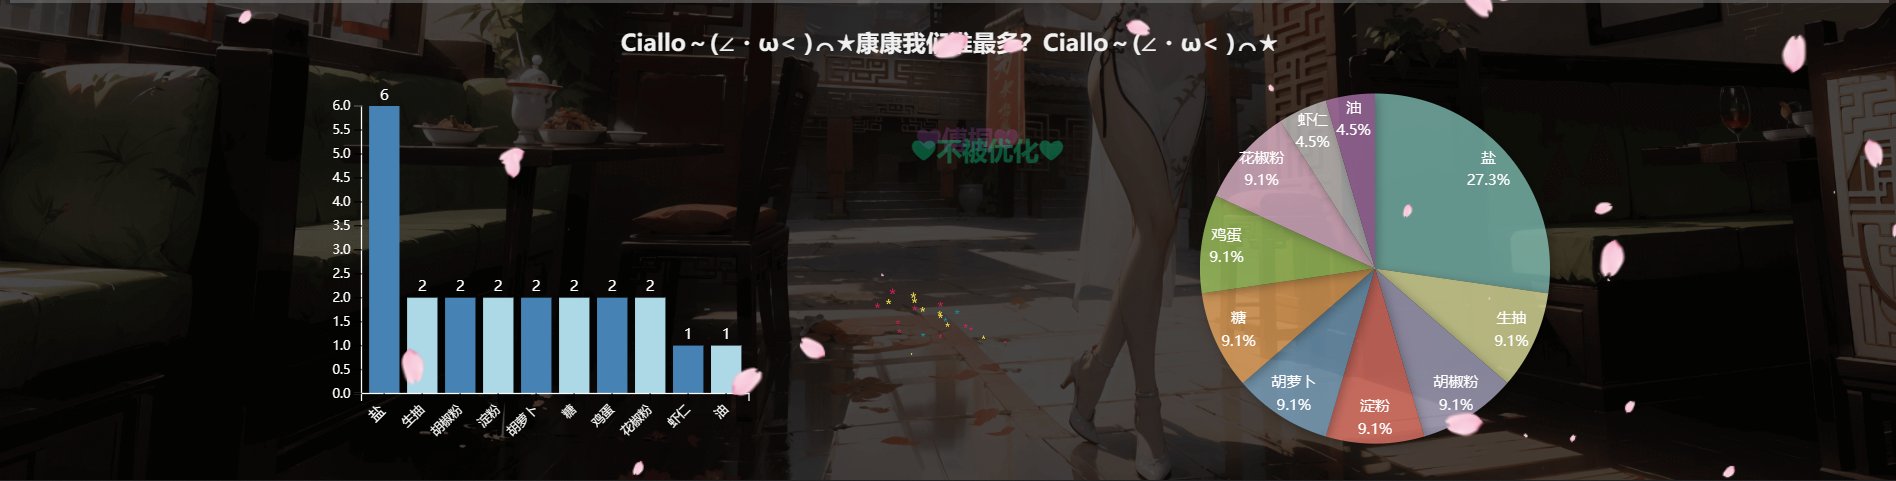 Ciallo～(∠・ω< )⌒★康康我们谁最多? Ciallo～(∠・ω< )⌒★
不被优化
6
6.0
5.5
5.0
4.5
4.0
3.5
3.0
2.5
2.0
1.5
1.0
0.5
0.0
2
2
2
2
2
2
2
1
1
盐
生抽
胡椒粉
淀粉
胡萝卜
糖
鸡蛋
花椒粉
虾仁
油
油
4.5%
虾仁
4.5%
花椒粉
9.1%
鸡蛋
9.1%
糖
9.1%
胡萝卜
9.1%
淀粉
9.1%
胡椒粉
9.1%
生抽
9.1%
盐
27.3%